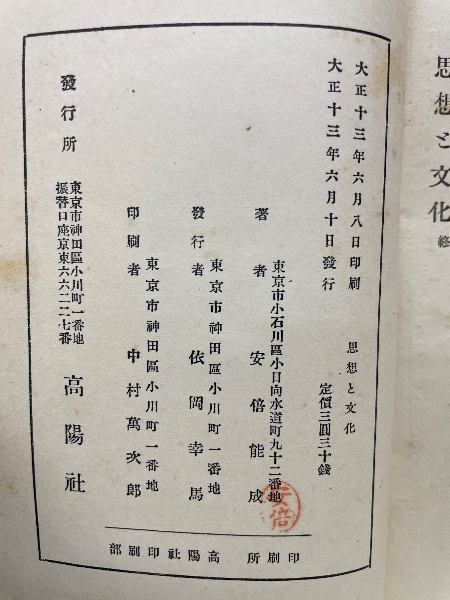 思想と文化 終
大正十三年六月八日印刷
大正十三年六月十日發行
思想と文化
定價三圓三十錢
東京市小石川區小日向水道町九十二番地
著者 安倍能成
東京市神田區小川町一番地
發行者 依岡幸馬
東京市神田區小川町一番地
印刷者 中村萬次郎
發行所
東京市神田區小川町一番地
振替口座東京六六二二七番
高陽社
印刷所 高陽社印刷部
安倍